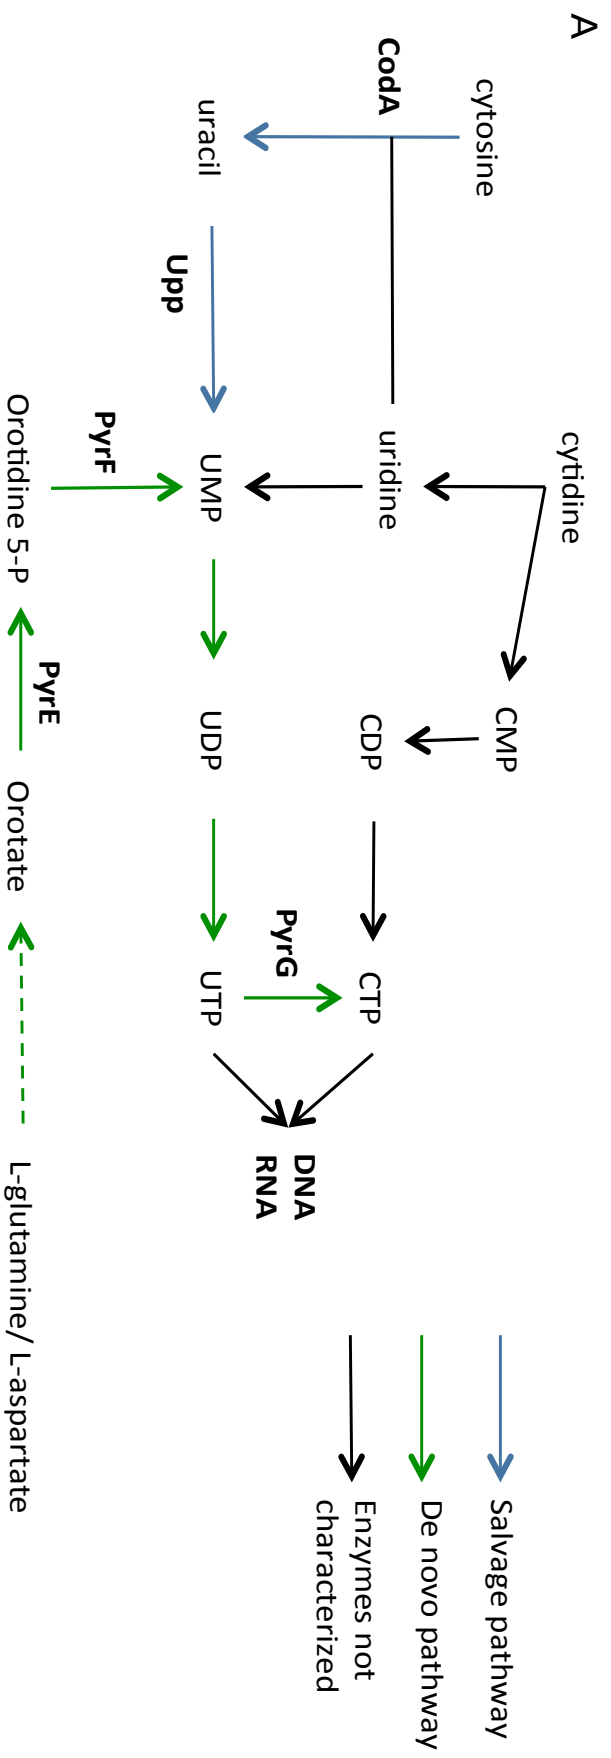 A
cytosine
cytidine
CMP
CodA
uridine
CDP
CTP
PyrG
uracil
Upp
UMP
UDP
UTP
DNA
RNA
PyrF
PyrE
Orotidine 5-P
Orotate
L-glutamine/ L-aspartate
Salvage pathway
De novo pathway
Enzymes not
characterized